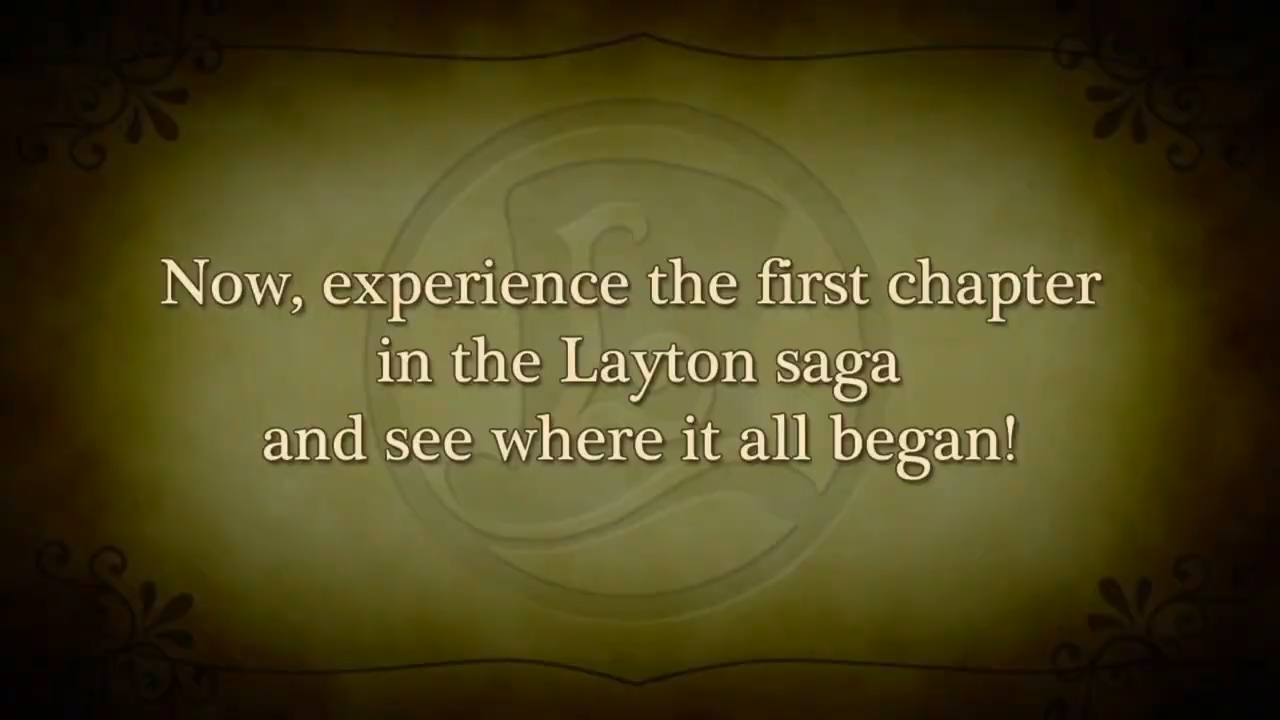 Now, experience the first chapter
in the Layton saga
and see where it all began!